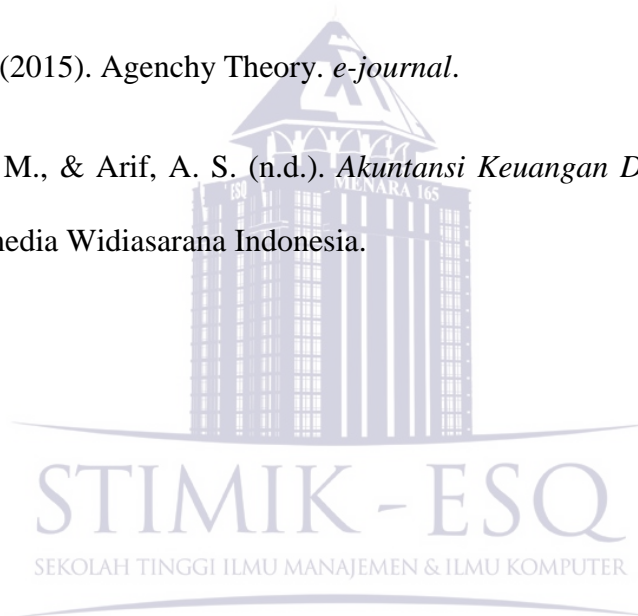 (2015). Agenchy Theory. e-journal.
M., & Arif, A. S. (n.d.). Akuntansi Keuangan D
ESQ MENARA 165
media Widiasarana Indonesia.
STIMIK - ESQ
SEKOLAH TINGGI ILMU MANAJEMEN & ILMU KOMPUTER